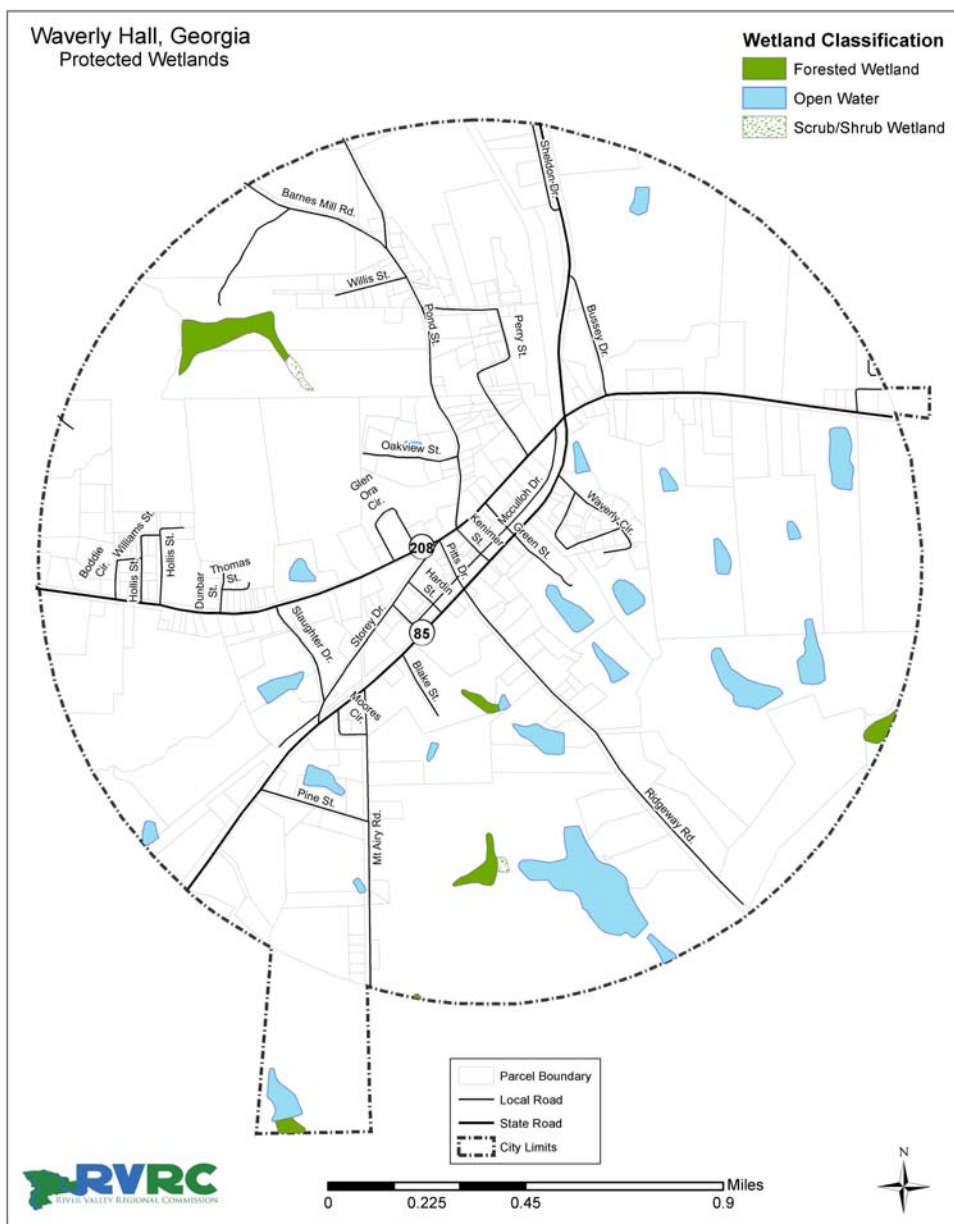 Waverly Hall, Georgia
Protected Wetlands
Wetland Classification
Forested Wetland
Open Water
Scrub/Shrub Wetland
Sheldon Dr.
Barnes Mill Rd.
Willis St.
Pond St.
Perry St.
Bussey Dr.
Oakview St.
Glen
Ora
Cir.
Mcculloh Dr.
Waverly Cir.
Kenimer
St.
Green St.
208
Pitts Dr.
Boddie
Cir.
Williams St.
Hollis St.
Hollis St.
Dunbar
St.
Thomas
St.
Hardin
St.
Slaughter Dr.
Storey Dr.
85
Blake St.
Moores
Cir.
Pine St.
Mt Airy Rd.
Ridgeway Rd.
Parcel Boundary
Local Road
State Road
City Limits
RVRC
RIVER VALLEY REGIONAL COMMISSION
Miles
0 0.225 0.45 0.9
N